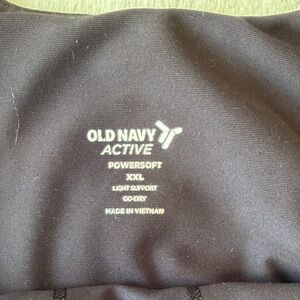 OLD NAVY
ACTIVE
POWERSOFT
XXL
LIGHT SUPPORT
GO-DRY
MADE IN VIETNAM